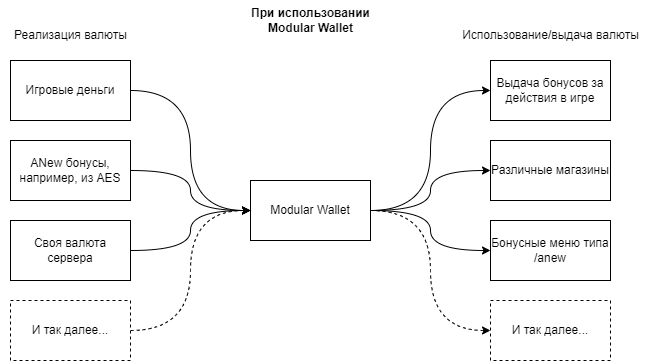 При использовании
Modular Wallet
Реализация валюты
Использование/выдача валюты
Игровые деньги
Выдача бонусов за
действия в игре
ANew бонусы,
например, из AES
Различные магазины
Modular Wallet
Своя валюта
сервера
Бонусные меню типа
/anew
И так далее...
И так далее...